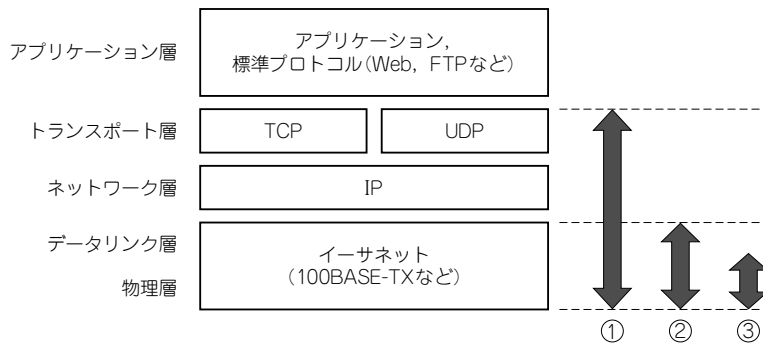 アプリケーション層
アプリケーション,
標準プロトコル(Web, FTPなど)
トランスポート層
TCP
UDP
ネットワーク層
IP
データリンク層
物理層
イーサネット
(100BASE-TXなど)
① ② ③